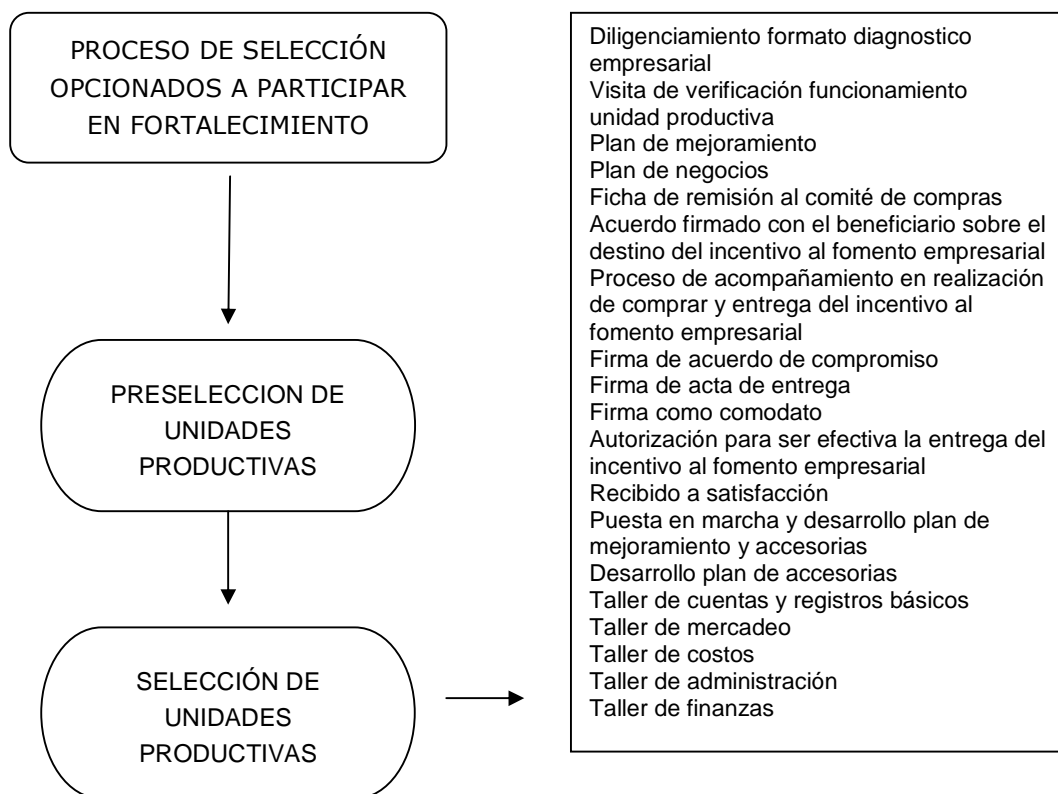 PROCESO DE SELECCIÓN
OPCIONADOS A PARTICIPAR
EN FORTALECIMIENTO
PRESELECCION DE
UNIDADES
PRODUCTIVAS
SELECCIÓN DE
UNIDADES
PRODUCTIVAS
Diligenciamiento formato diagnostico
empresarial
Visita de verificación funcionamiento
unidad productiva
Plan de mejoramiento
Plan de negocios
Ficha de remisión al comité de compras
Acuerdo firmado con el beneficiario sobre el
destino del incentivo al fomento empresarial
Proceso de acompañamiento en realización
de comprar y entrega del incentivo al
fomento empresarial
Firma de acuerdo de compromiso
Firma de acta de entrega
Firma como comodato
Autorización para ser efectiva la entrega del
incentivo al fomento empresarial
Recibido a satisfacción
Puesta en marcha y desarrollo plan de
mejoramiento y accesorias
Desarrollo plan de accesorias
Taller de cuentas y registros básicos
Taller de mercadeo
Taller de costos
Taller de administración
Taller de finanzas